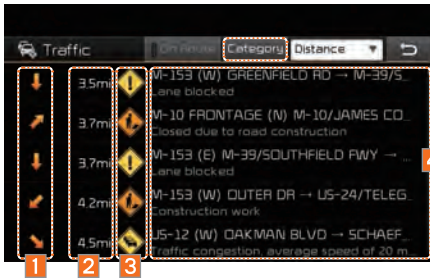 Traffic On Route Category Distance
3.5mi M-153 (W) GREENFIELD RD → M-39/S...
Lane blocked
3.7mi M-10 FRONTAGE (N) M-10/JAMES CO...
Closed due to road construction
3.7mi M-153 (E) M-39/SOUTHFIELD FWY → ...
Lane blocked
4.2mi M-153 (W) OUTER DR → US-24/TELEG...
Construction work
4.5mi US-12 (W) OAKMAN BLVD → SCHAEF...
Traffic congestion, average speed of 20 m...
1 2 3 4